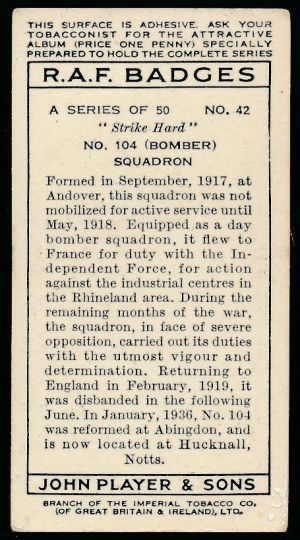 THIS SURFACE IS ADHESIVE. ASK YOUR
TOBACCONIST FOR THE ATTRACTIVE
ALBUM (PRICE ONE PENNY) SPECIALLY
PREPARED TO HOLD THE COMPLETE SERIES
R.A.F. BADGES
A SERIES OF 50 NO. 42
"Strike Hard"
NO. 104 (BOMBER)
SQUADRON
Formed in September, 1917, at
Andover, this squadron was not
mobilized for active service until
May, 1918. Equipped as a day
bomber squadron, it flew to
France for duty with the In-
dependent Force, for action
against the industrial centres in
the Rhineland area. During the
remaining months of the war,
the squadron, in face of severe
opposition, carried out its duties
with the utmost vigour and
determination. Returning to
England in February, 1919, it
was disbanded in the following
June. In January, 1936, No. 104
was reformed at Abingdon, and
is now located at Hucknall,
Notts.
JOHN PLAYER & SONS
BRANCH OF THE IMPERIAL TOBACCO CO.
(OF GREAT BRITAIN & IRELAND), LTD.